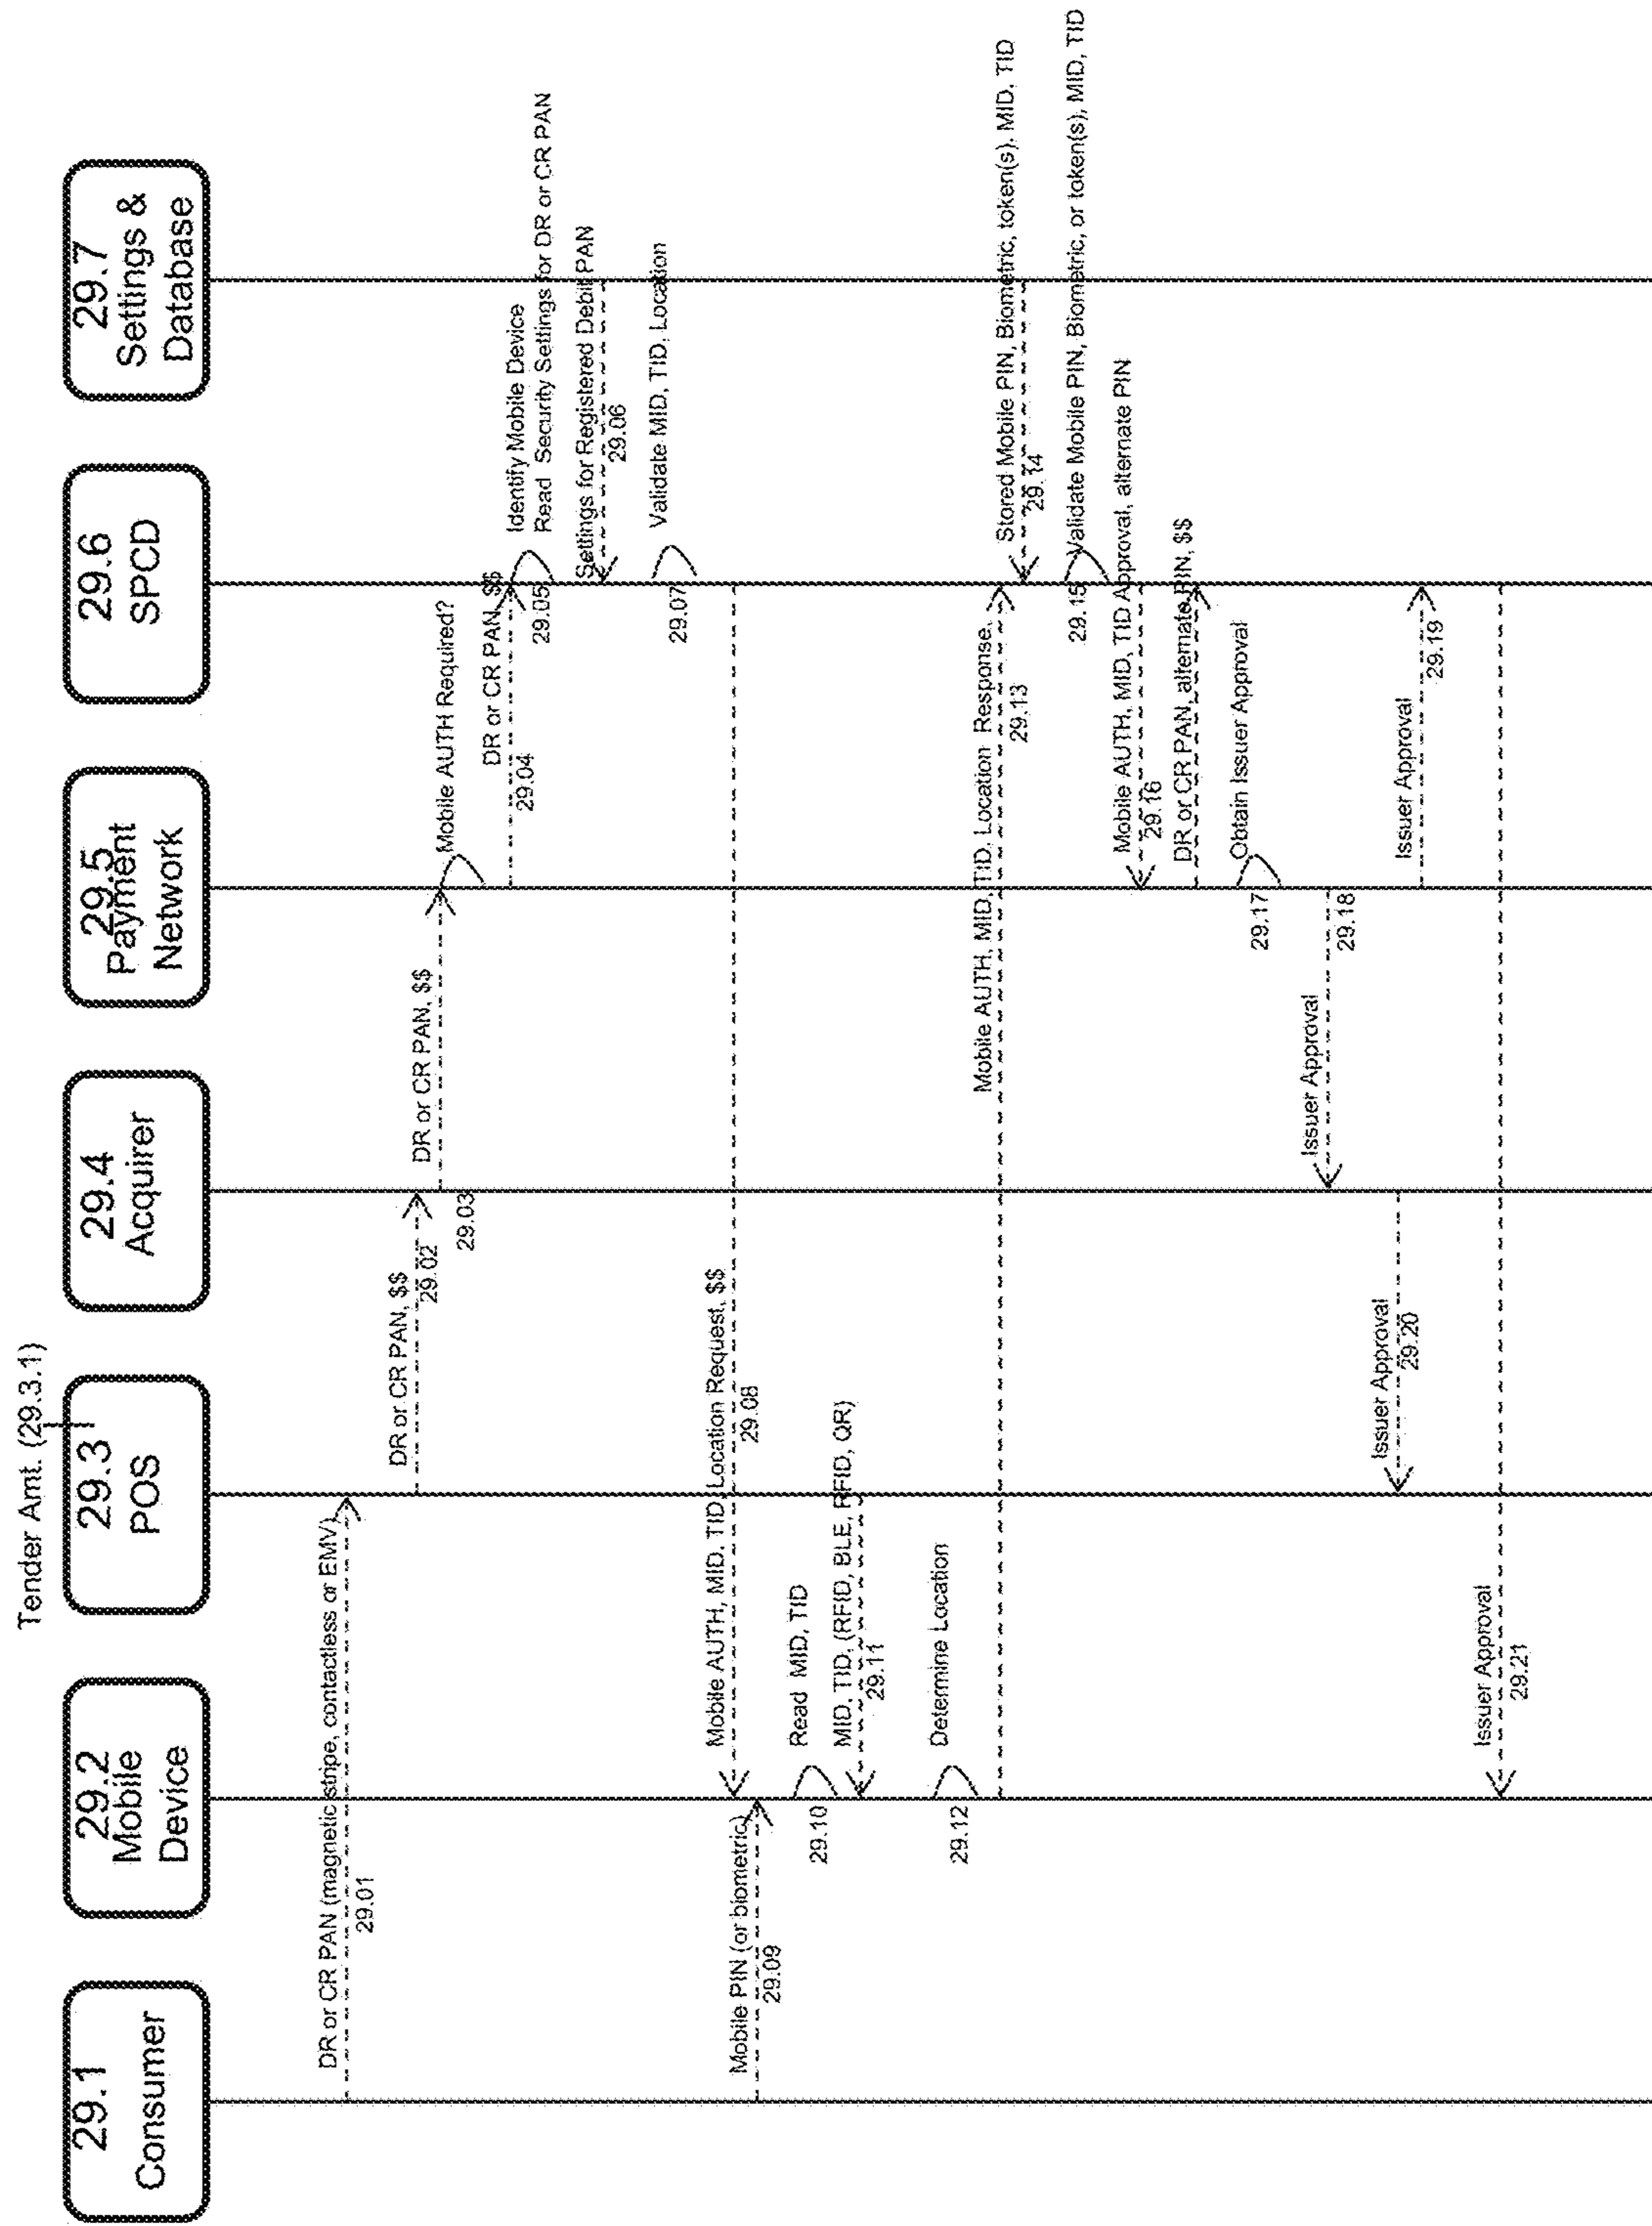 Tender Amt. (29.3.1)
29.1
Consumer
29.2
Mobile
Device
29.3
POS
29.4
Acquirer
29.5
Payment
Network
29.6
SPCD
29.7
Settings &
Database
DR or CR PAN (magnetic stripe, contactless or EMV)
29.01
DR or CR PAN, $$
29.02
DR or CR PAN, $$
29.03
Mobile AUTH Required?
DR or CR PAN, $$
29.04
Identify Mobile Device
Read Security Settings for DR or CR PAN
29.05
Settings for Registered Debit PAN
29.06
Validate MID, TID, Location
29.07
Mobile AUTH, MID, TID, Location Request, $$
29.08
Mobile PIN (or biometric)
29.09
Read MID, TID
29.10
MID, TID, (RFID, BLE, RFID, QR)
29.11
Determine Location
29.12
Mobile AUTH, MID, TID, Location Response,
29.13
Stored Mobile PIN, Biometric, token(s), MID, TID
29.14
Validate Mobile PIN, Biometric, or token(s), MID, TID
29.15
Mobile AUTH, MID, TID Approval, alternate PIN
29.16
DR or CR PAN, alternate PIN, $$
Obtain Issuer Approval
29.17
Issuer Approval
29.18
Issuer Approval
29.19
Issuer Approval
29.20
Issuer Approval
29.21